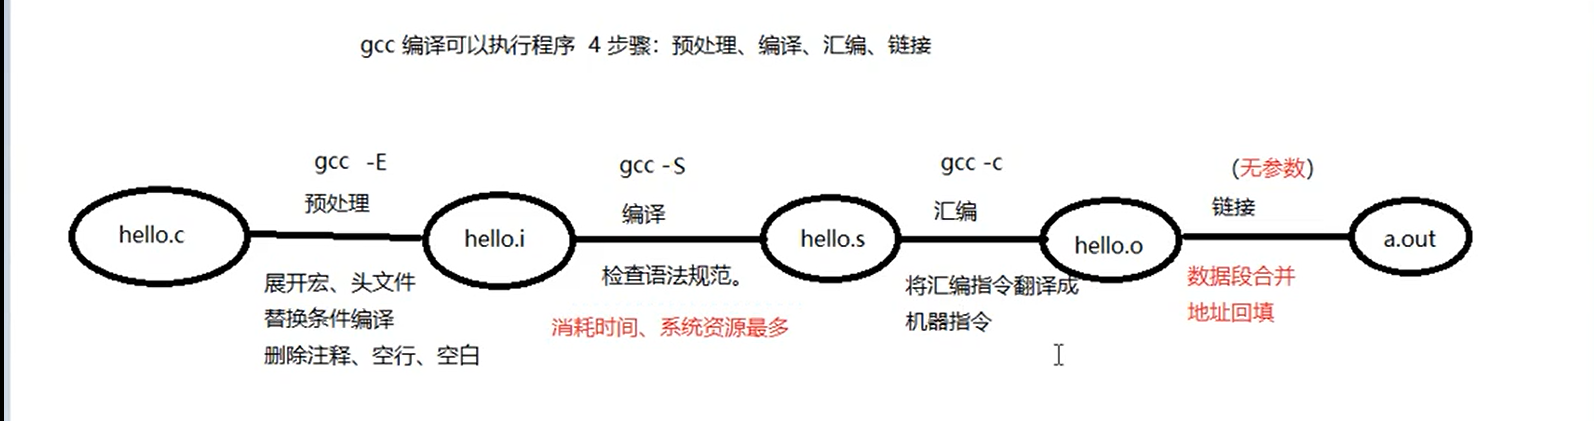 gcc 编译可以执行程序 4 步骤：预处理、编译、汇编、链接
gcc -E
预处理
gcc -S
编译
gcc -c
汇编
(无参数)
链接
hello.c
hello.i
hello.s
hello.o
a.out
展开宏、头文件
替换条件编译
删除注释、空行、空白
检查语法规范。
消耗时间、系统资源最多
将汇编指令翻译成
机器指令
数据段合并
地址回填